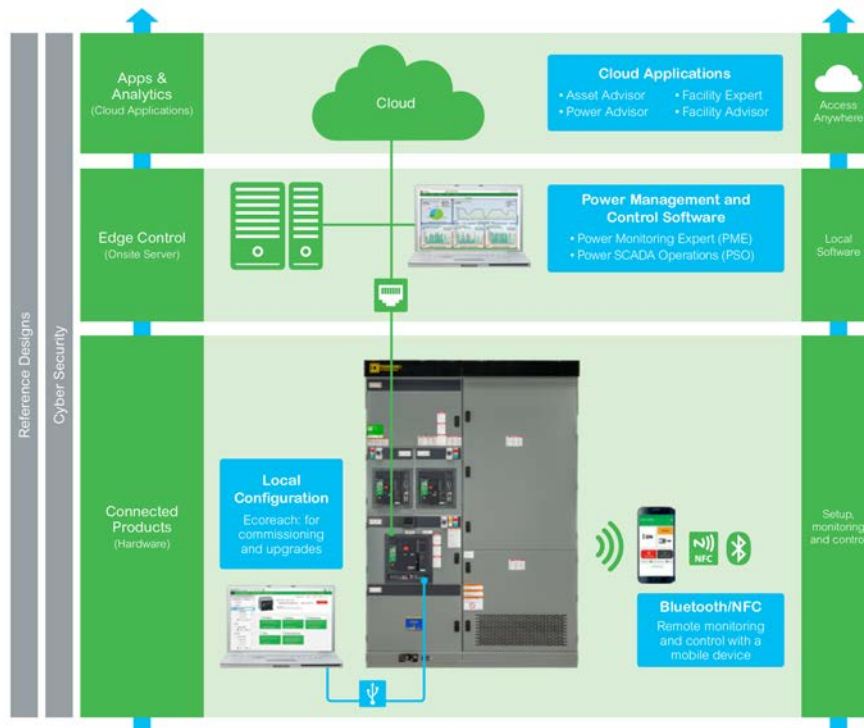 Reference Designs
Cyber Security
Apps &
Analytics
(Cloud Applications)
Cloud
Cloud Applications
• Asset Advisor
• Facility Expert
• Power Advisor
• Facility Advisor
Access
Anywhere
Edge Control
(Onsite Server)
Power Management and
Control Software
• Power Monitoring Expert (PME)
• Power SCADA Operations (PSO)
Local
Software
Connected
Products
(Hardware)
Local
Configuration
Ecoreach: for
commissioning
and upgrades
NFC
Bluetooth/NFC
Remote monitoring
and control with a
mobile device
Setup,
monitoring
and control